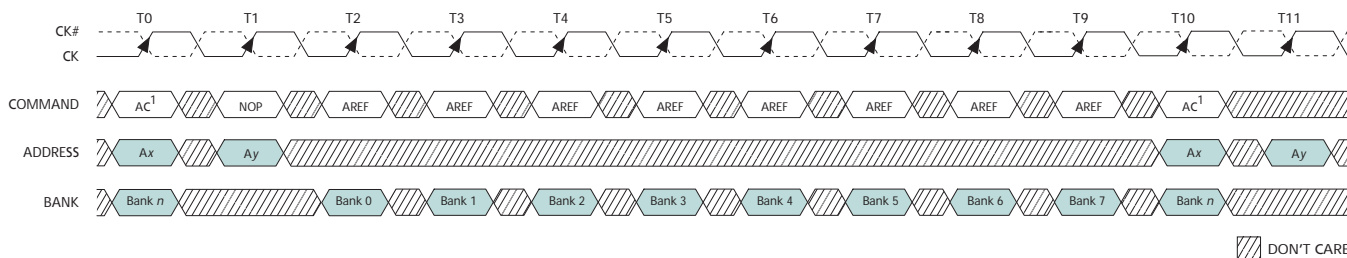 T0 T1 T2 T3 T4 T5 T6 T7 T8 T9 T10 T11
CK#
CK
COMMAND AC1 NOP AREF AREF AREF AREF AREF AREF AREF AREF AC1
ADDRESS Ax Ay Ax Ay
BANK Bank n Bank 0 Bank 1 Bank 2 Bank 3 Bank 4 Bank 5 Bank 6 Bank 7 Bank n
DON'T CARE